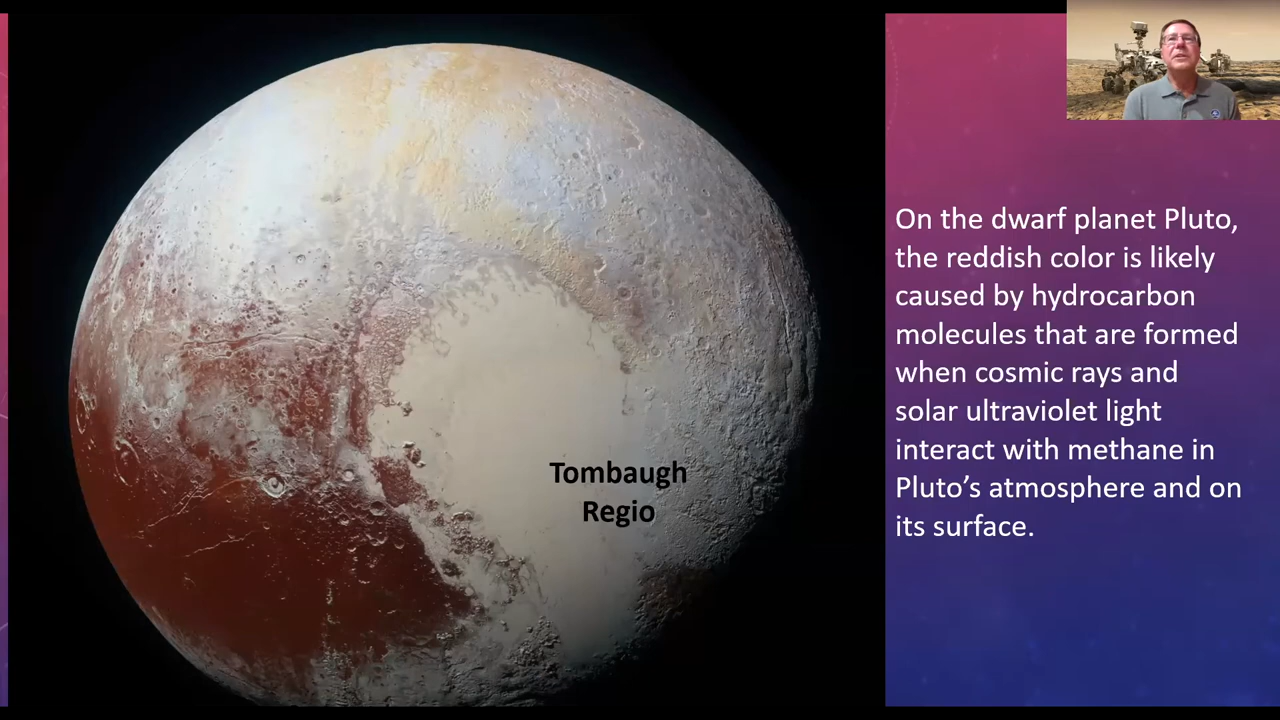 Tombaugh
Regio
On the dwarf planet Pluto,
the reddish color is likely
caused by hydrocarbon
molecules that are formed
when cosmic rays and
solar ultraviolet light
interact with methane in
Pluto’s atmosphere and on
its surface.